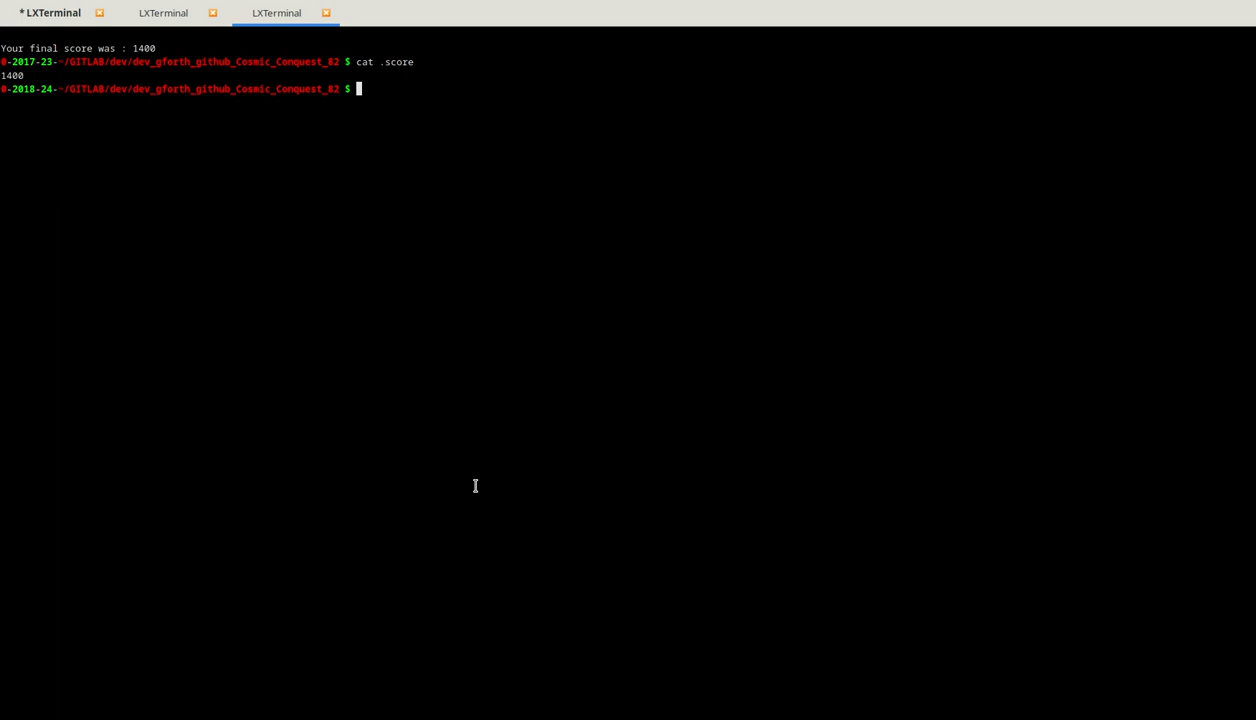 * LXTerminal LXTerminal LXTerminal
Your final score was : 1400
0-2017-23-~/GITLAB/dev/dev_gforth_github_Cosmic_Conquest_82 $ cat .score
1400
0-2018-24-~/GITLAB/dev/dev_gforth_github_Cosmic_Conquest_82 $